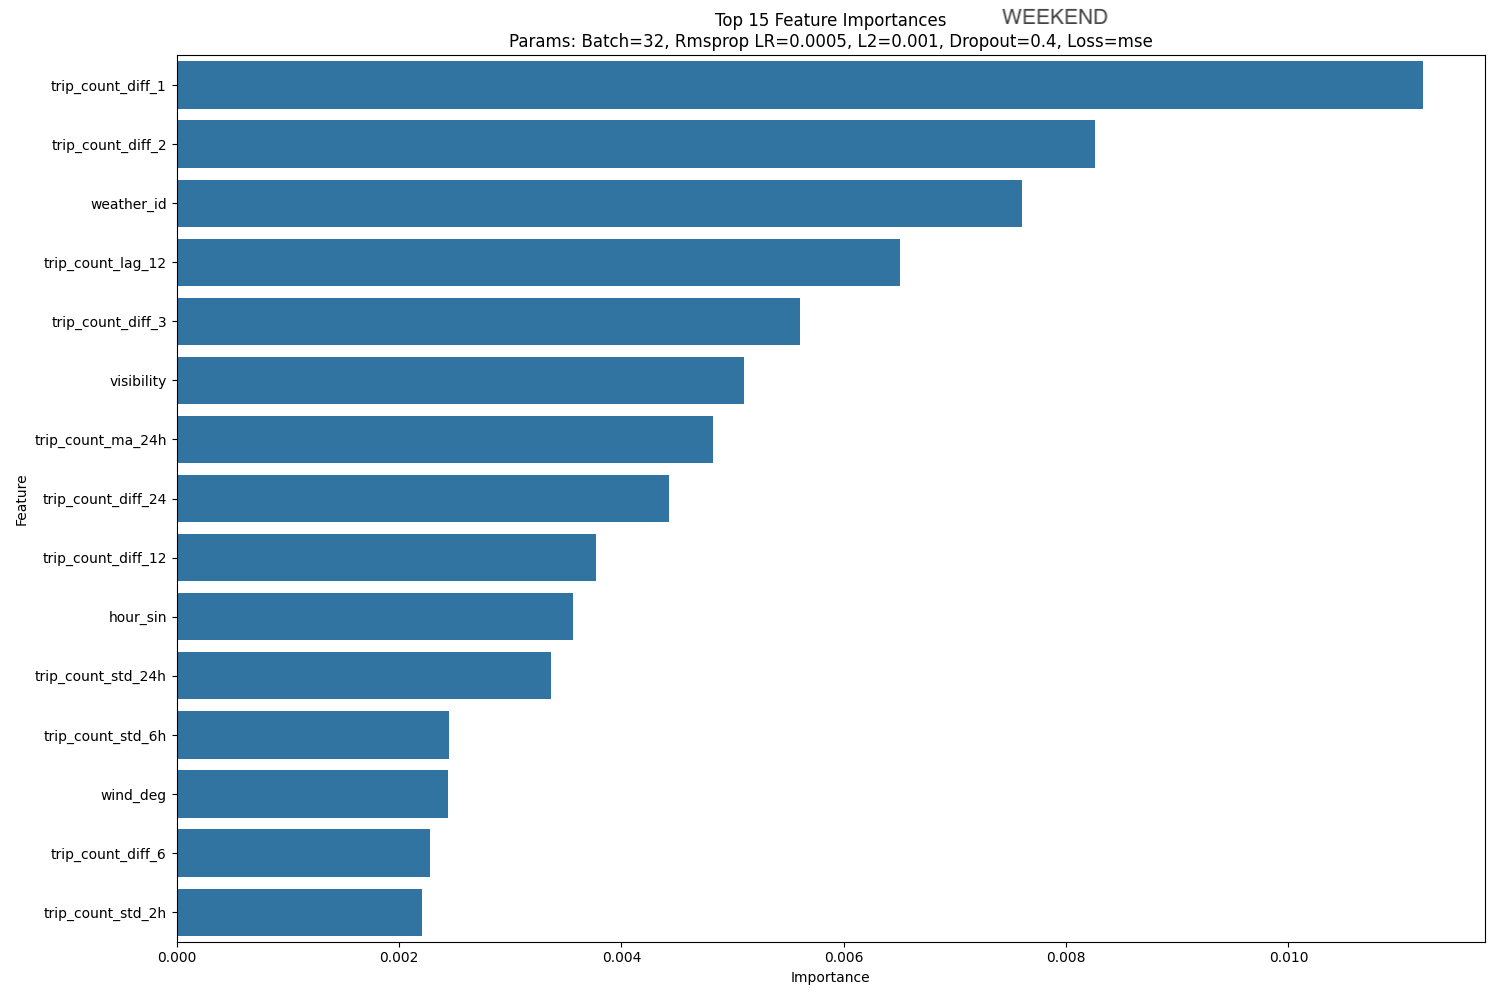 WEEKEND
Top 15 Feature Importances
Params: Batch=32, Rmsprop LR=0.0005, L2=0.001, Dropout=0.4, Loss=mse
trip_count_diff_1
trip_count_diff_2
weather_id
trip_count_lag_12
trip_count_diff_3
visibility
trip_count_ma_24h
trip_count_diff_24
trip_count_diff_12
hour_sin
trip_count_std_24h
trip_count_std_6h
wind_deg
trip_count_diff_6
trip_count_std_2h
Feature
0.000 0.002 0.004 0.006 0.008 0.010
Importance